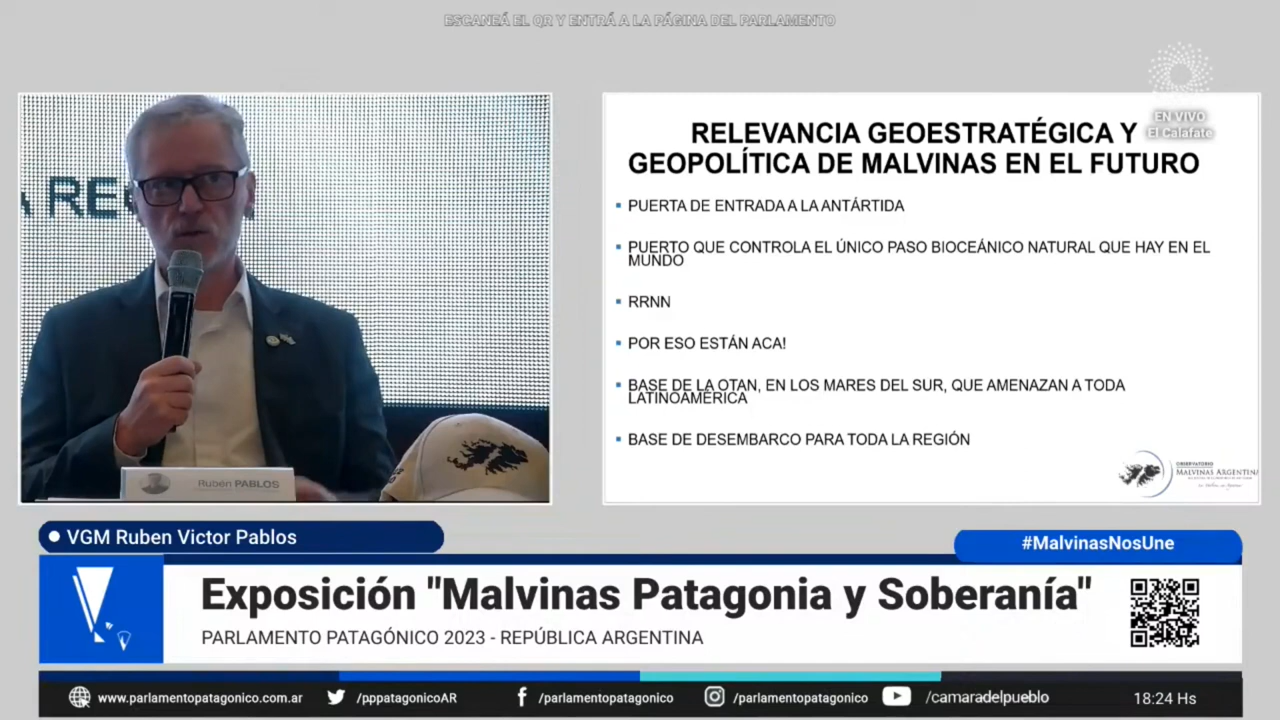 ESCANEÁ EL QR Y ENTRÁ A LA PÁGINA DEL PARLAMENTO
EN VIVO
El Calafate
A RE
Rubén PABLOS
RELEVANCIA GEOESTRATÉGICA Y
GEOPOLÍTICA DE MALVINAS EN EL FUTURO
PUERTA DE ENTRADA A LA ANTÁRTIDA
PUERTO QUE CONTROLA EL ÚNICO PASO BIOCEÁNICO NATURAL QUE HAY EN EL
MUNDO
RRNN
POR ESO ESTÁN ACA!
BASE DE LA OTAN, EN LOS MARES DEL SUR, QUE AMENAZAN A TODA
LATINOAMÉRICA
BASE DE DESEMBARCO PARA TODA LA REGIÓN
OBSERVATORIO
MALVINAS ARGENTINA
VGM Ruben Victor Pablos
#MalvinasNosUne
Exposición "Malvinas Patagonia y Soberanía"
PARLAMENTO PATAGÓNICO 2023 - REPÚBLICA ARGENTINA
www.parlamentopatagonico.com.ar /pppatagonicoAR /parlamentopatagonico /parlamentopatagonico /camaradelpueblo 18:24 Hs